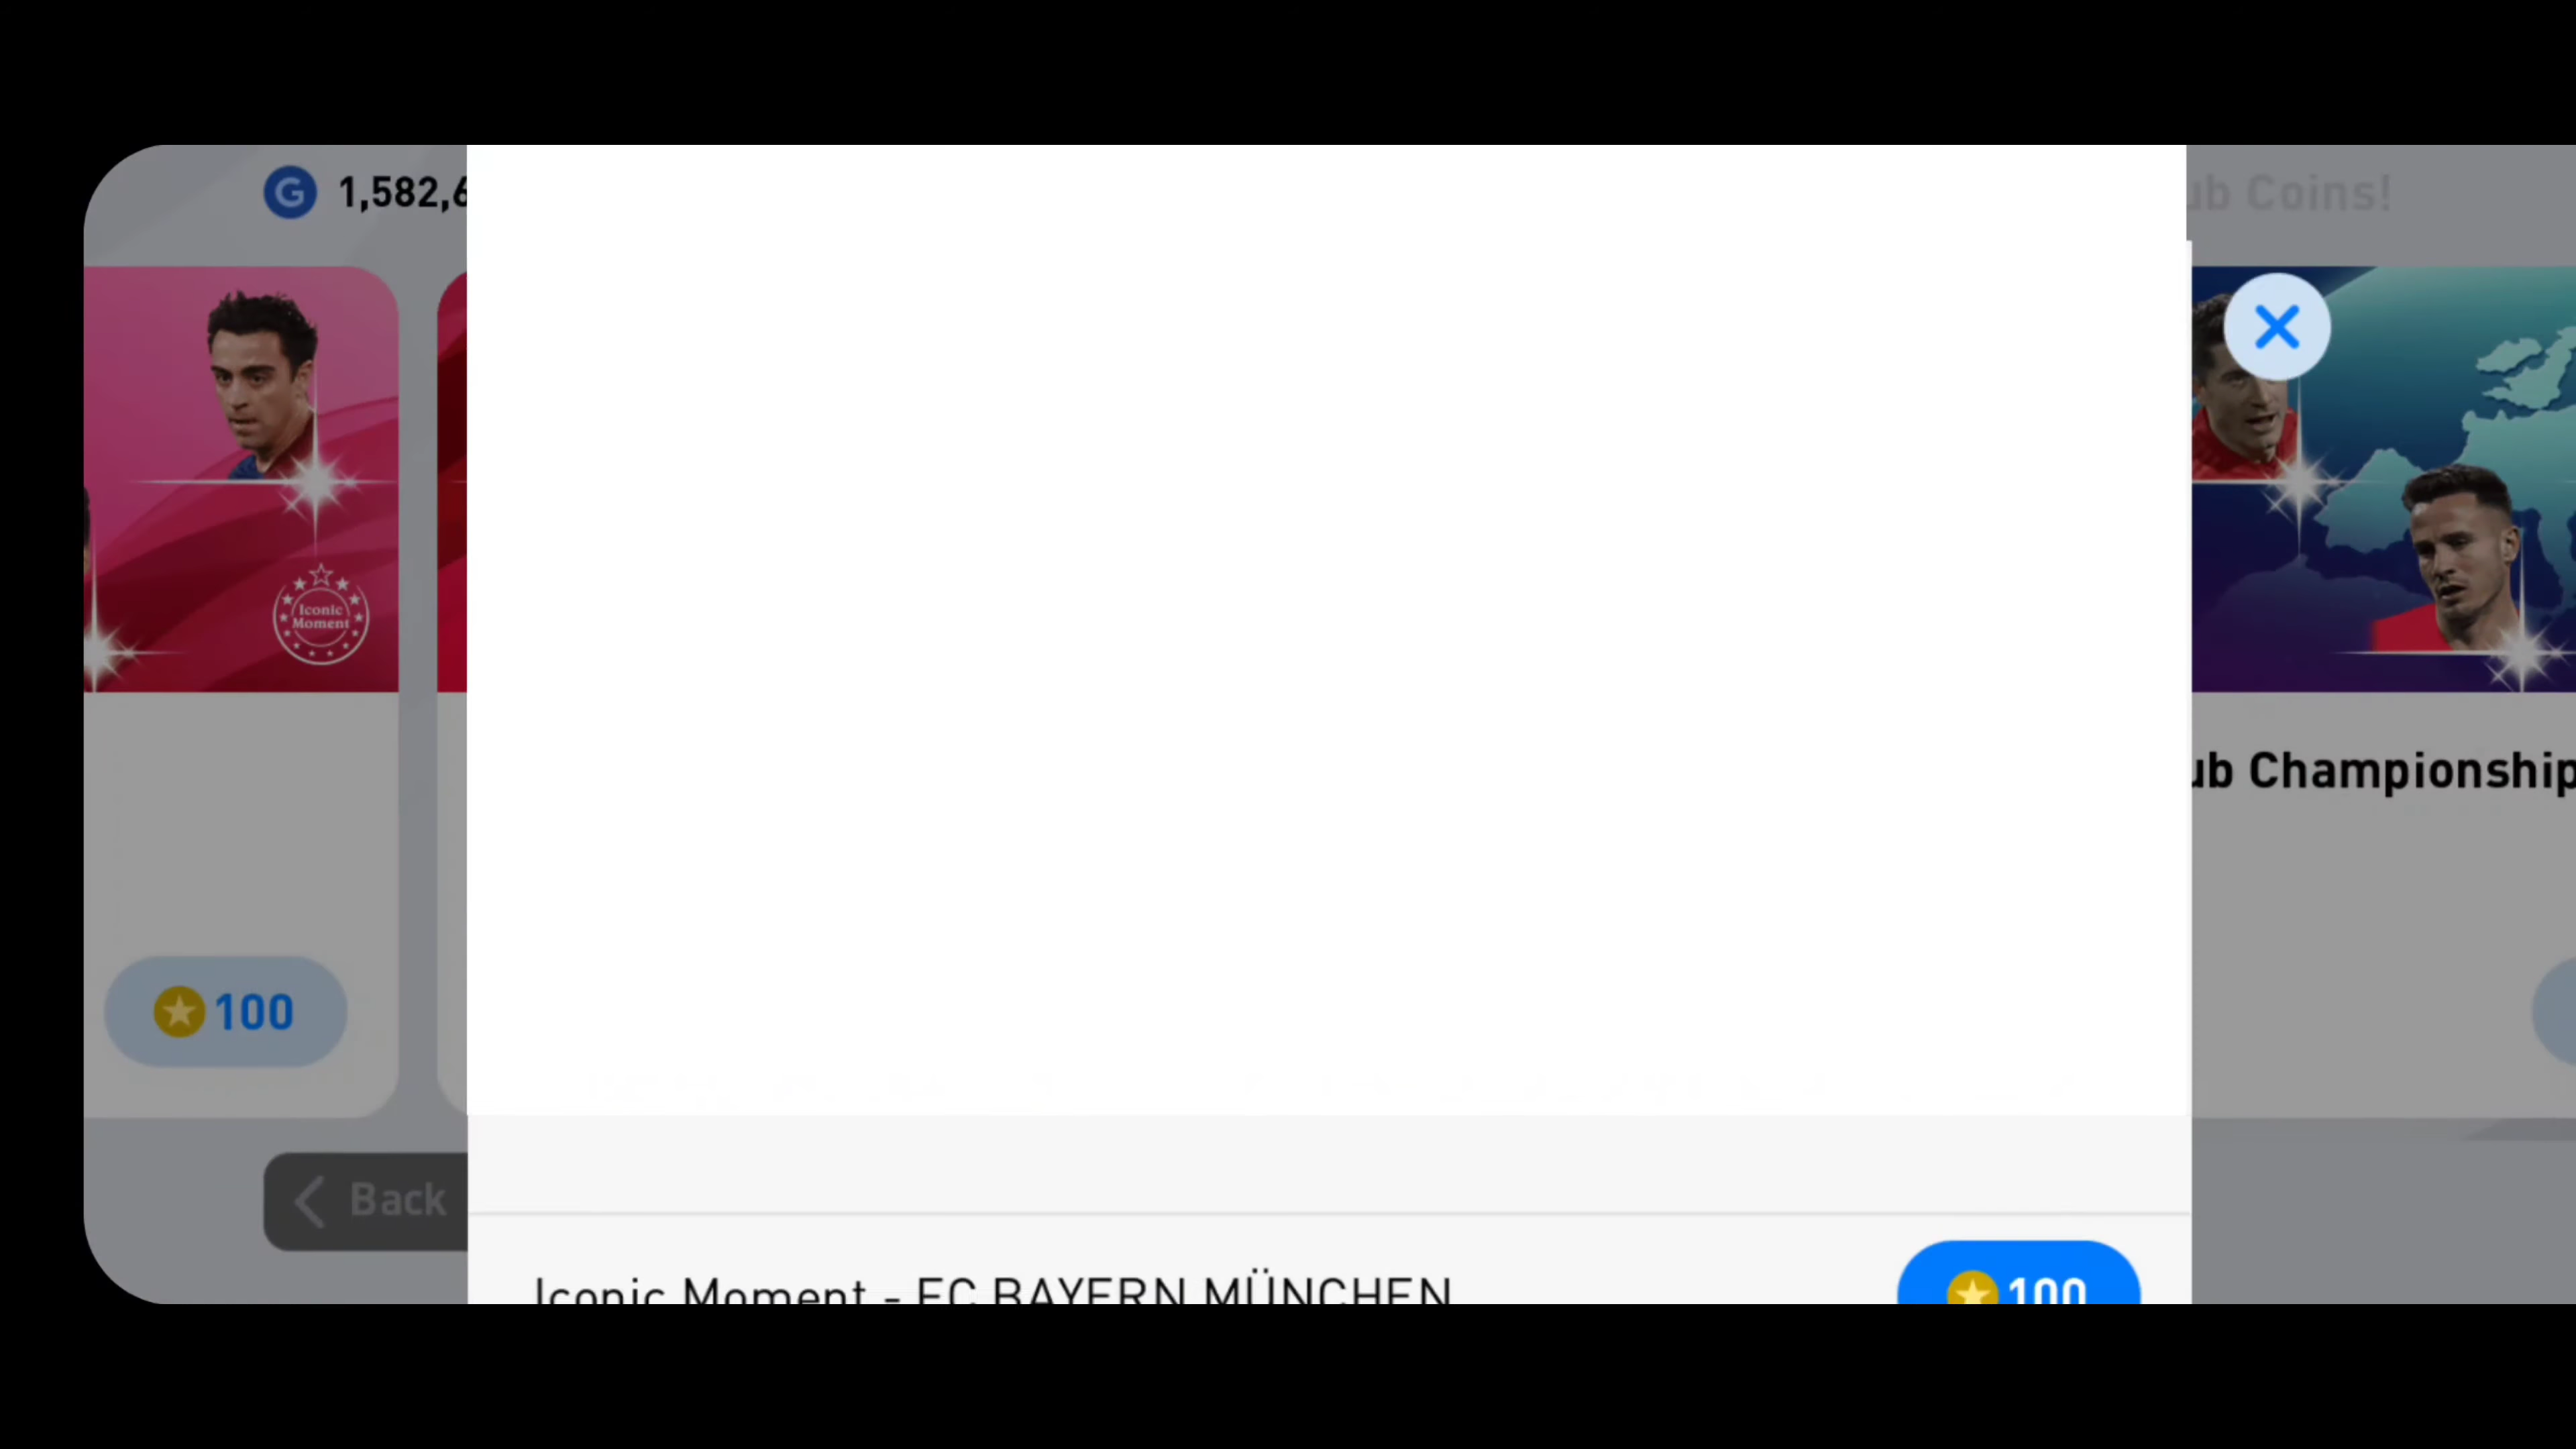 G 1,582,6
ub Coins!
Iconic
Moment
ub Championship
100
Back
Iconic Moment - FC BAYERN MÜNCHEN
100